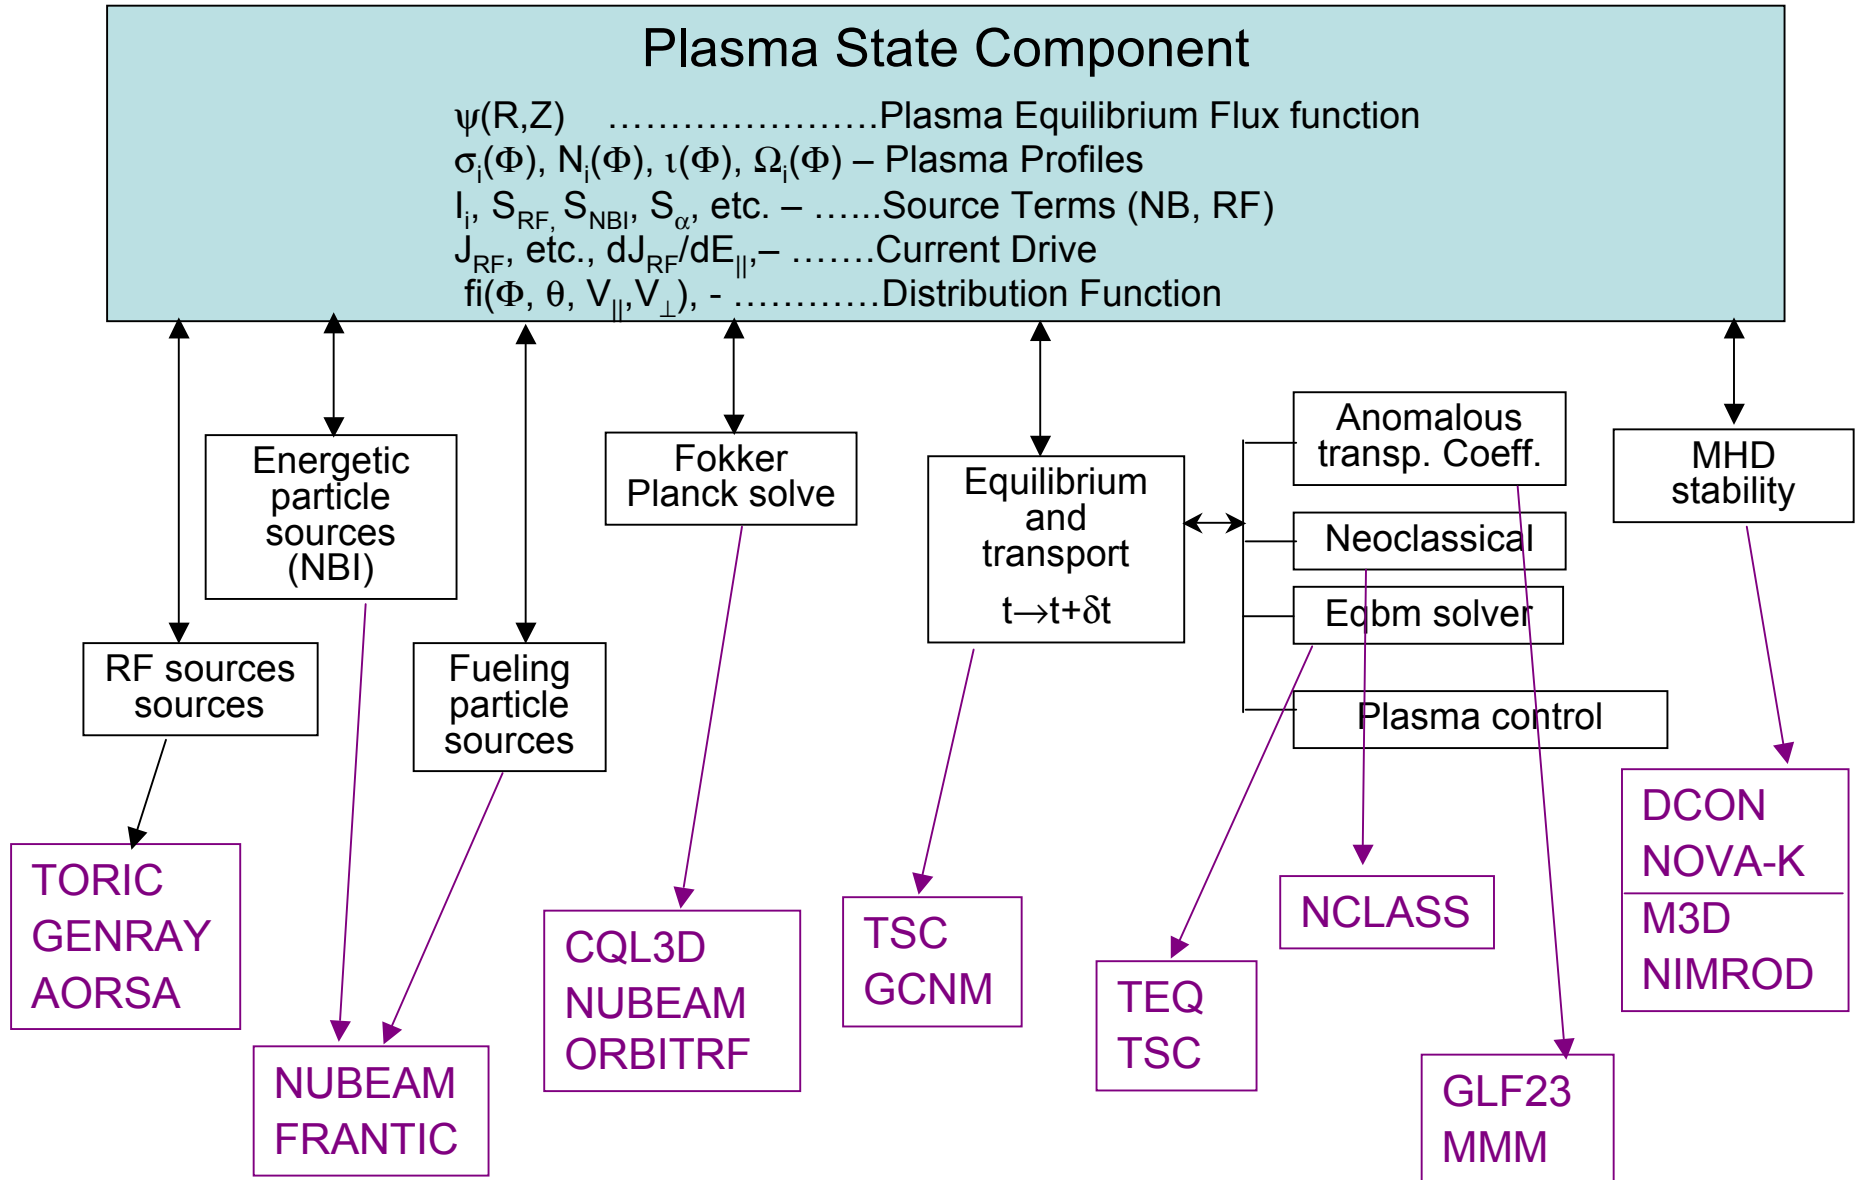 Plasma State Component
ψ(R,Z) ......................Plasma Equilibrium Flux function
σi(Φ), Ni(Φ), ι(Φ), Ωi(Φ) – Plasma Profiles
Ii, SRF, SNBI, Sα, etc. – …...Source Terms (NB, RF)
JRF, etc., dJRF/dE||,– …….Current Drive
fi(Φ, θ, V||,V⊥), - …………Distribution Function
Energetic
particle
sources
(NBI)
Fokker
Planck solve
Equilibrium
and
transport
t→t+δt
Anomalous
transp. Coeff.
Neoclassical
Eqbm solver
Plasma control
MHD
stability
RF sources
sources
Fueling
particle
sources
TORIC
GENRAY
AORSA
NUBEAM
FRANTIC
CQL3D
NUBEAM
ORBITRF
TSC
GCNM
TEQ
TSC
NCLASS
GLF23
MMM
DCON
NOVA-K
M3D
NIMROD